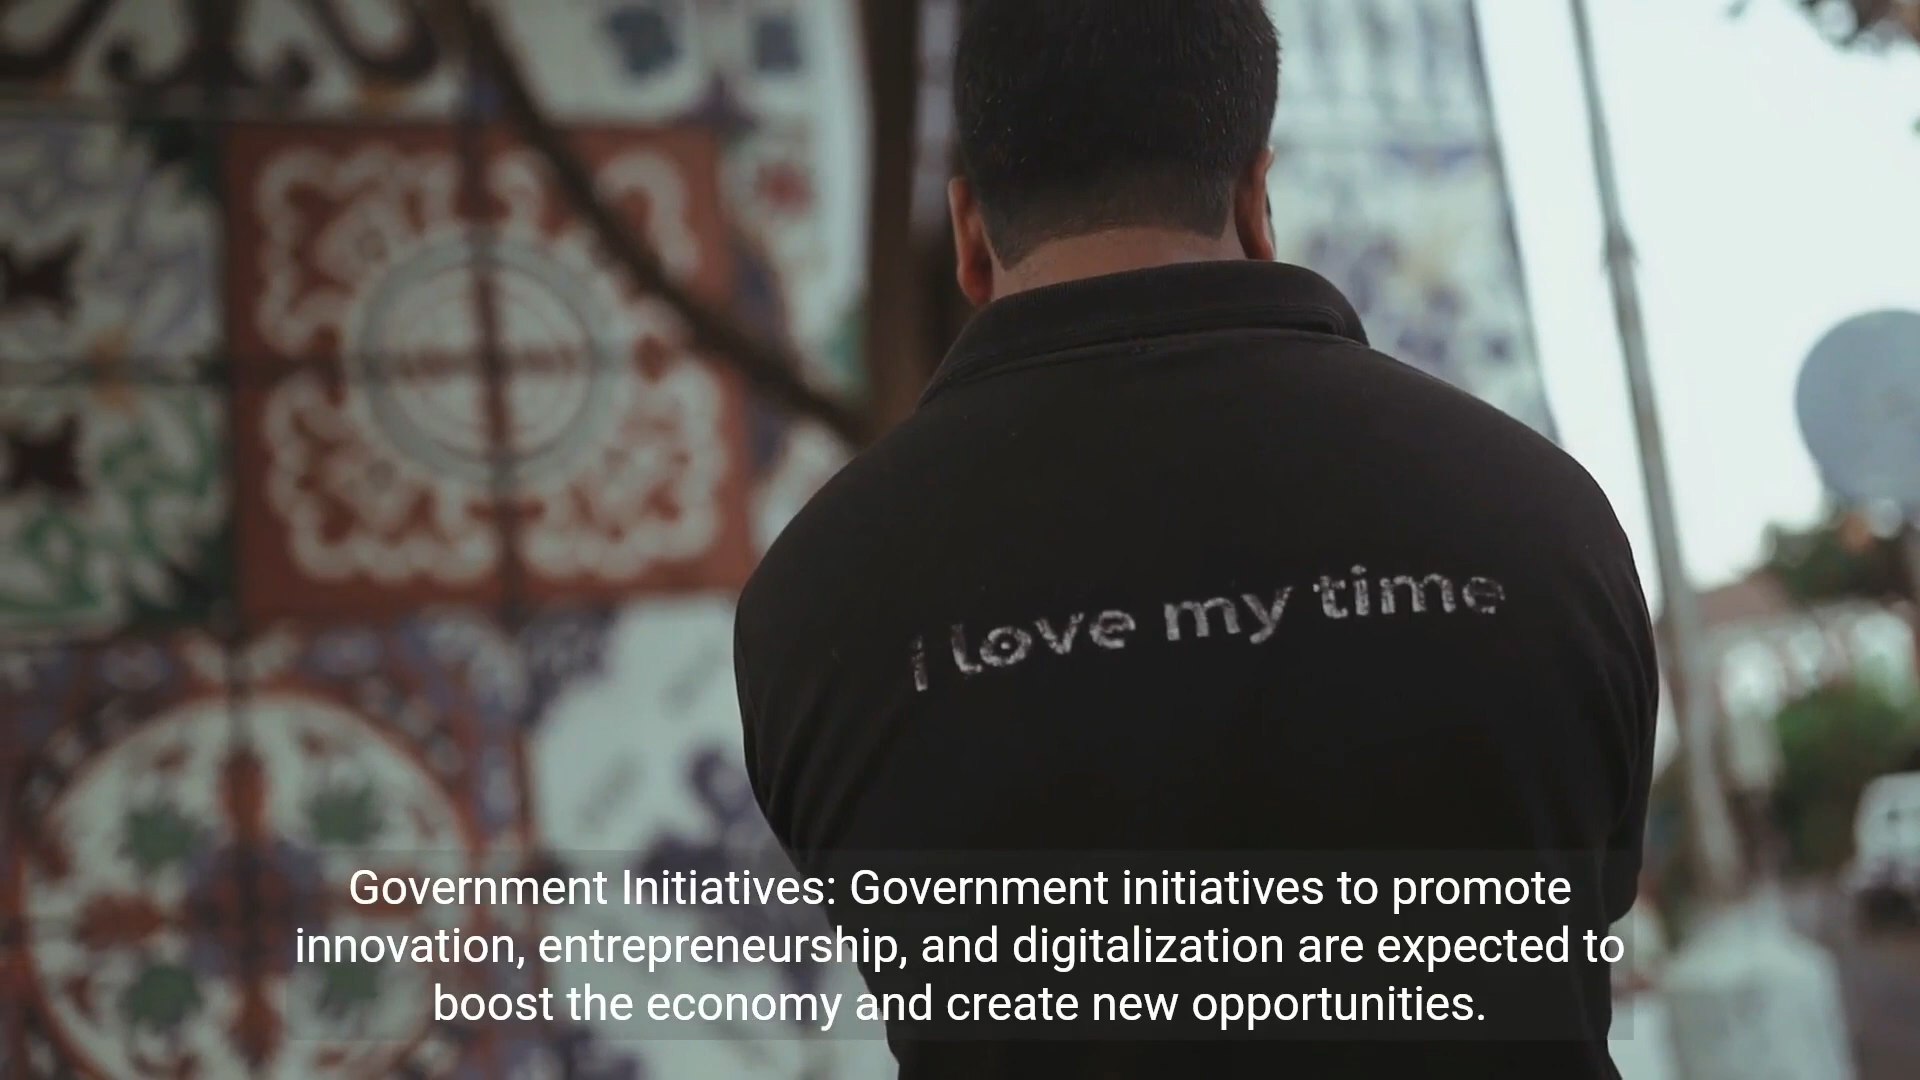 i love my time
Government Initiatives: Government initiatives to promote
innovation, entrepreneurship, and digitalization are expected to
boost the economy and create new opportunities.